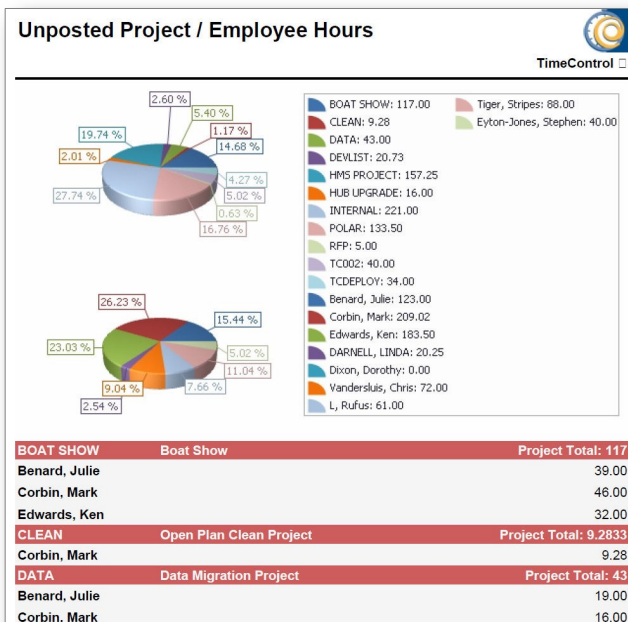 Unposted Project / Employee Hours
TimeControl
2.60 %
5.40 %
1.17 %
14.68 %
19.74 %
2.01 %
4.27 %
5.02 %
27.74 %
0.63 %
16.76 %
26.23 %
15.44 %
23.03 %
5.02 %
11.04 %
9.04 %
7.66 %
2.54 %
BOAT SHOW: 117.00
CLEAN: 9.28
DATA: 43.00
DEVLIST: 20.73
HMS PROJECT: 157.25
HUB UPGRADE: 16.00
INTERNAL: 221.00
POLAR: 133.50
RFP: 5.00
TC002: 40.00
TCDEPLOY: 34.00
Benard, Julie: 123.00
Corbin, Mark: 209.02
Edwards, Ken: 183.50
DARNELL, LINDA: 20.25
Dixon, Dorothy: 0.00
Vandersluis, Chris: 72.00
L, Rufus: 61.00
Tiger, Stripes: 88.00
Eyton-Jones, Stephen: 40.00
BOAT SHOW Boat Show Project Total: 117
Benard, Julie 39.00
Corbin, Mark 46.00
Edwards, Ken 32.00
CLEAN Open Plan Clean Project Project Total: 9.2833
Corbin, Mark 9.28
DATA Data Migration Project Project Total: 43
Benard, Julie 19.00
Corbin, Mark 16.00